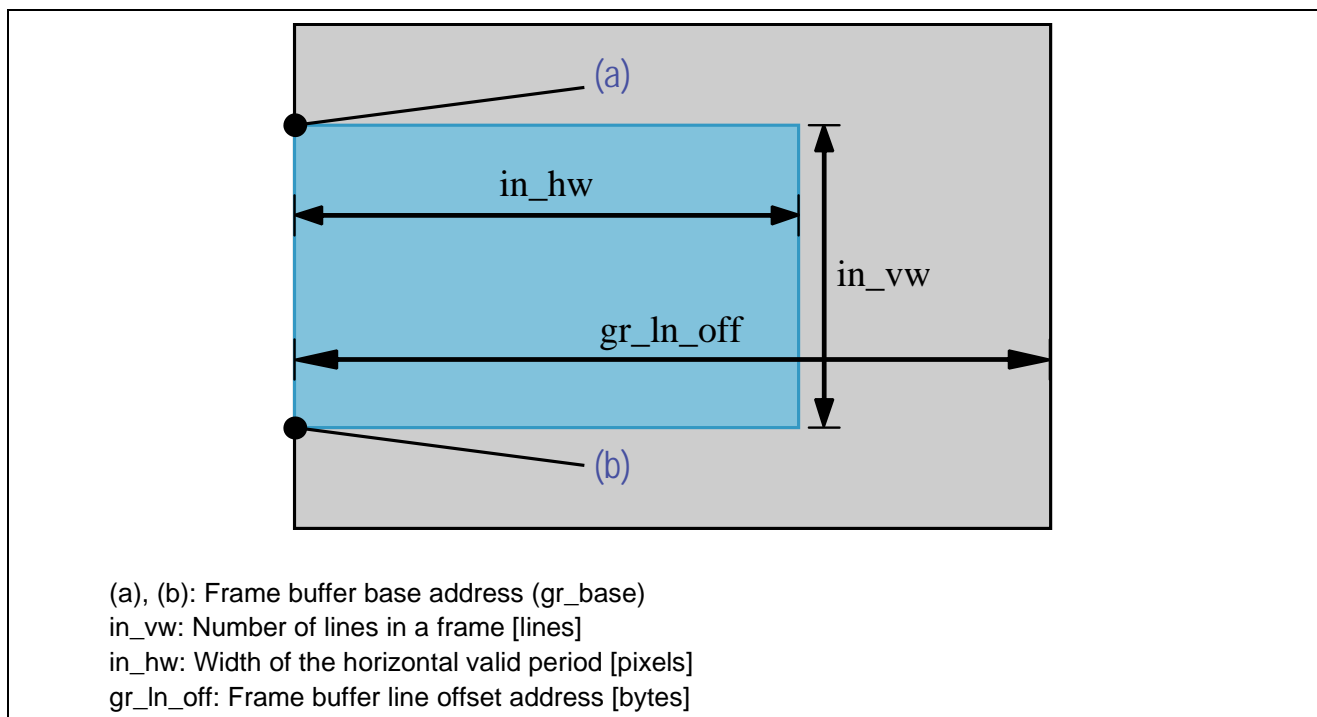 (a)
in_hw
in_vw
gr_ln_off
(b)
(a), (b): Frame buffer base address (gr_base)
in_vw: Number of lines in a frame [lines]
in_hw: Width of the horizontal valid period [pixels]
gr_ln_off: Frame buffer line offset address [bytes]